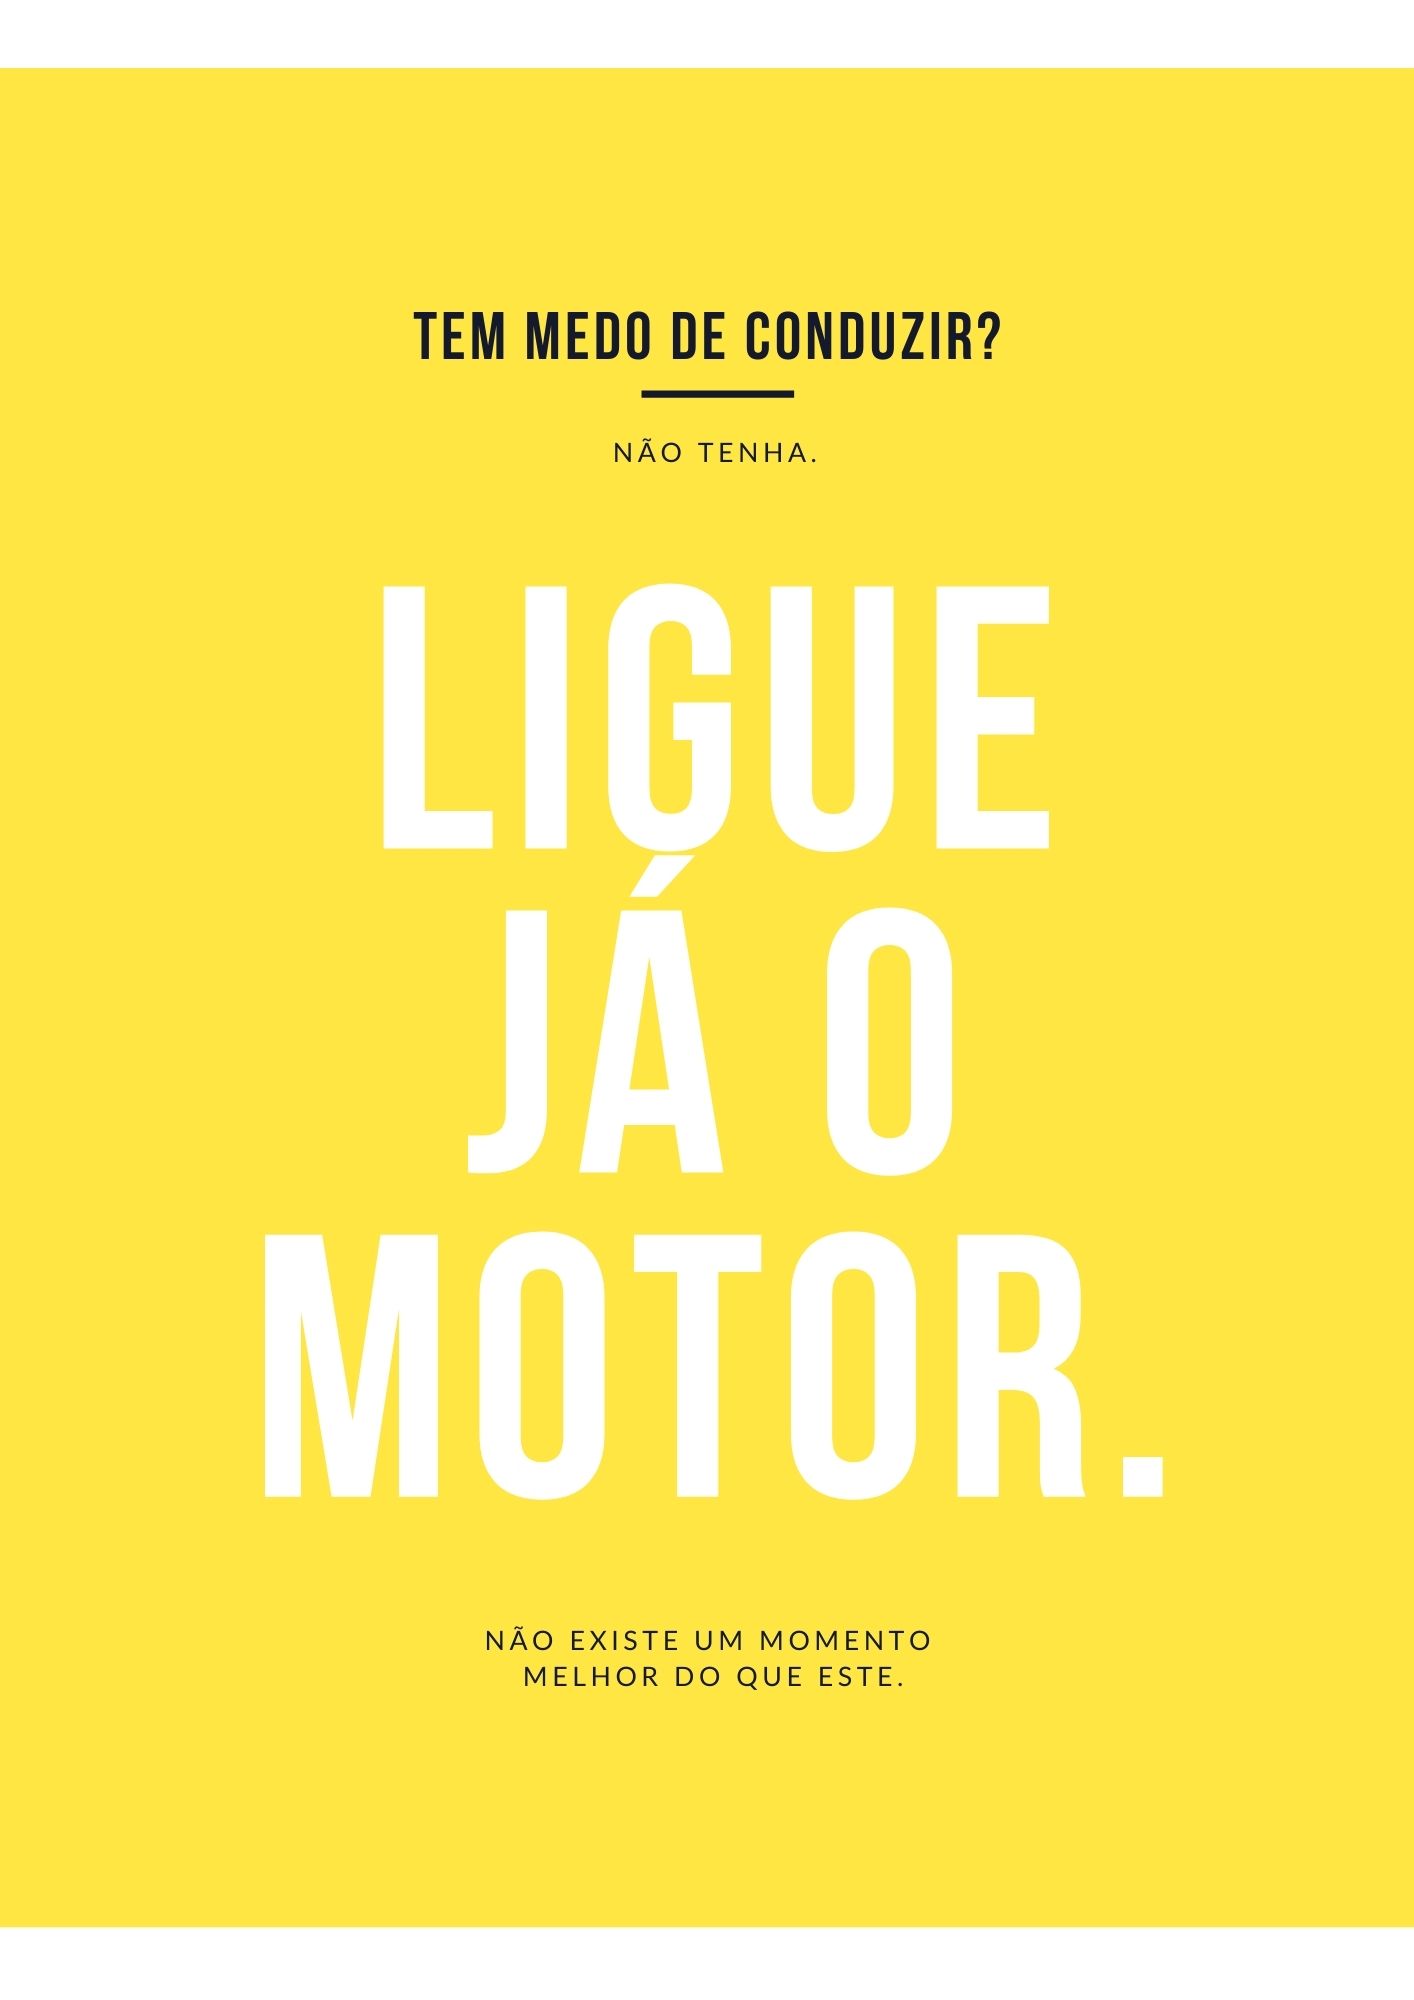 TEM MEDO DE CONDUZIR?
NÃO TENHA.
LIGUE
JÁ O
MOTOR.
NÃO EXISTE UM MOMENTO
MELHOR DO QUE ESTE.